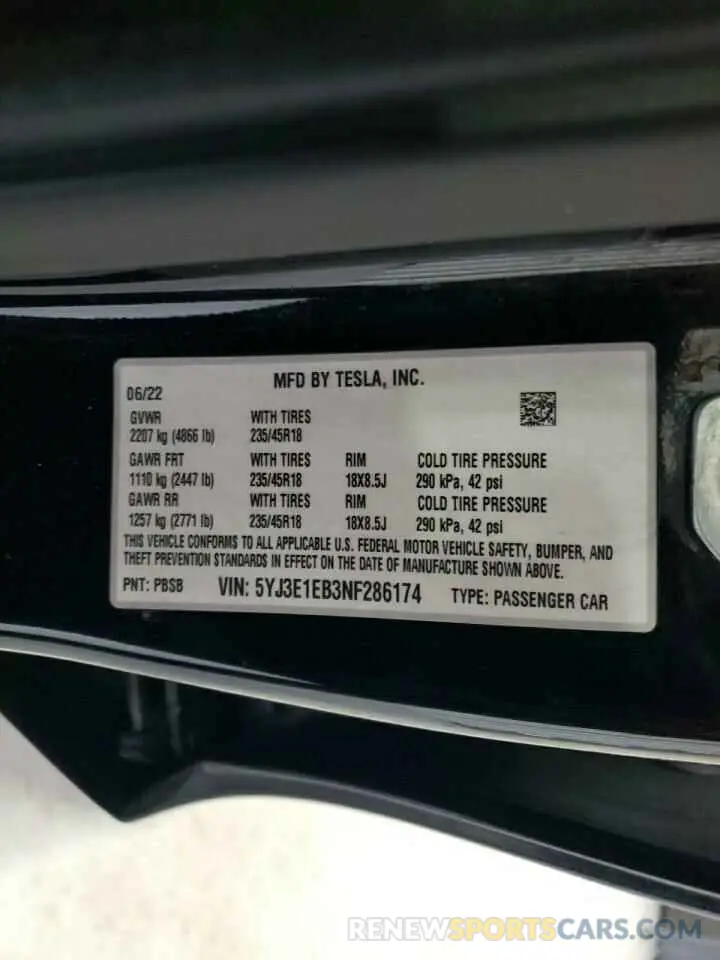 MFD BY TESLA, INC.
06/22
GVWR WITH TIRES
2207 kg (4866 lb) 235/45R18
GAWR FRT WITH TIRES RIM COLD TIRE PRESSURE
1110 kg (2447 lb) 235/45R18 18X8.5J 290 kPa, 42 psi
GAWR RR WITH TIRES RIM COLD TIRE PRESSURE
1257 kg (2771 lb) 235/45R18 18X8.5J 290 kPa, 42 psi
THIS VEHICLE CONFORMS TO ALL APPLICABLE U.S. FEDERAL MOTOR VEHICLE SAFETY, BUMPER, AND
THEFT PREVENTION STANDARDS IN EFFECT ON THE DATE OF MANUFACTURE SHOWN ABOVE.
PNT: PBSB VIN: 5YJ3E1EB3NF286174 TYPE: PASSENGER CAR
RENEWSPORTSCARS.COM